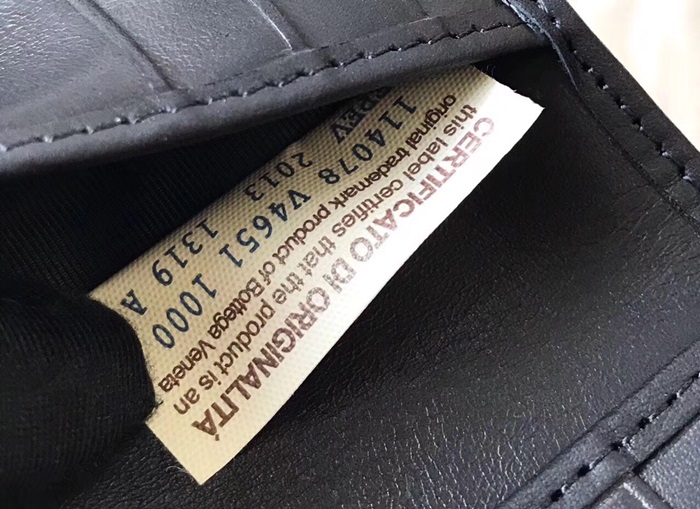 CERTIFICATO DI ORIGINALITÁ
this label certifies that the product is an
original trademark product of Bottega Veneta
114078 V4651 1000
2013 1319 A